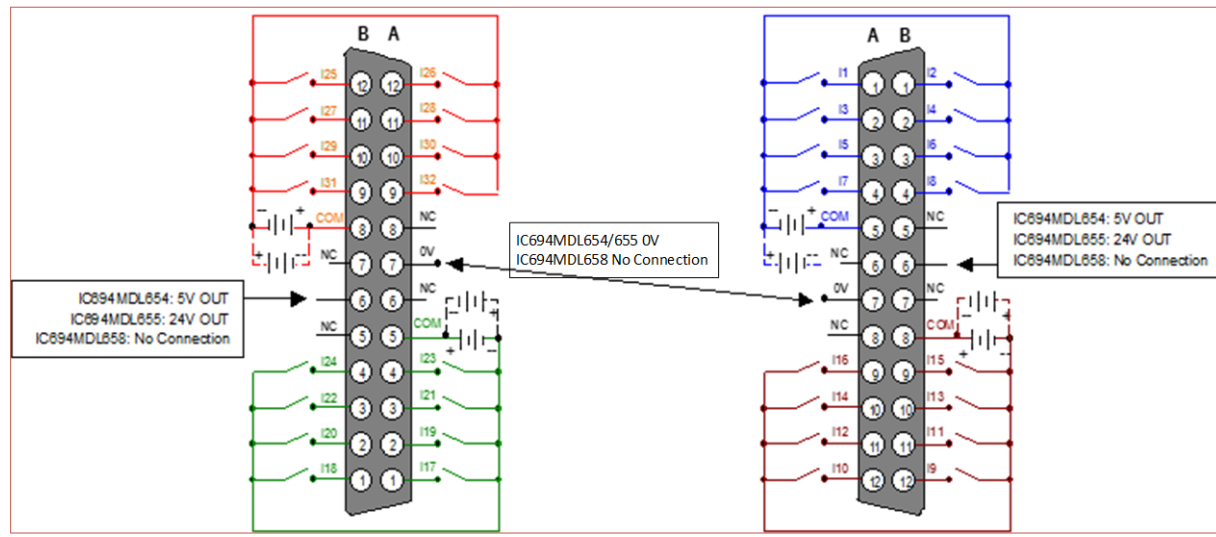 B A
I25 12 12 I26
I27 11 11 I28
I29 10 10 I30
I31 9 9 I32
− + COM 8 8 NC
+ -- NC 7 7 0V
IC694MDL654: 5V OUT
IC694MDL655: 24V OUT
IC694MDL658: No Connection
6 6 NC
− +
NC 5 5 COM
+ --
I24 4 4 I23
I22 3 3 I21
I20 2 2 I19
I18 1 1 I17
IC694MDL654/655 0V
IC694MDL658 No Connection
A B
I1 1 1 I2
I3 2 2 I4
I5 3 3 I6
I7 4 4 I8
− + COM 5 5 NC
+ -- NC 6 6
IC694MDL654: 5V OUT
IC694MDL655: 24V OUT
IC694MDL658: No Connection
0V 7 7 NC
− +
NC 8 8 COM
+ --
I16 9 9 I15
I14 10 10 I13
I12 11 11 I11
I10 12 12 I9